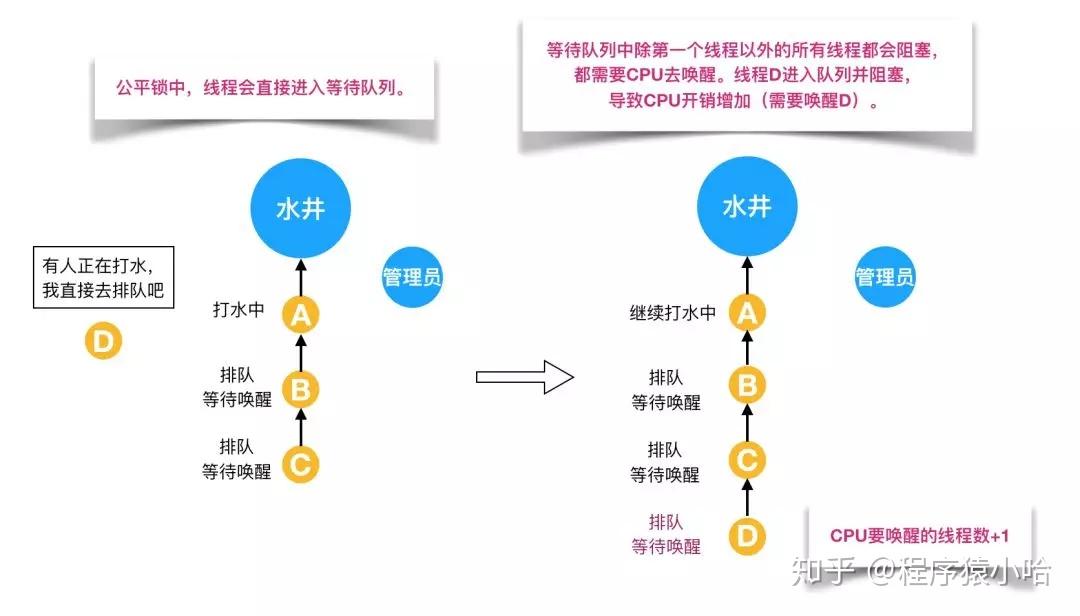 公平锁中，线程会直接进入等待队列。
等待队列中除第一个线程以外的所有线程都会阻塞，
都需要CPU去唤醒。线程D进入队列并阻塞，
导致CPU开销增加（需要唤醒D）。
水井
管理员
有人正在打水，
我直接去排队吧
D
打水中
A
排队
等待唤醒
B
排队
等待唤醒
C
水井
管理员
继续打水中
A
排队
等待唤醒
B
排队
等待唤醒
C
排队
等待唤醒
D
CPU要唤醒的线程数+1
知乎 @程序猿小哈